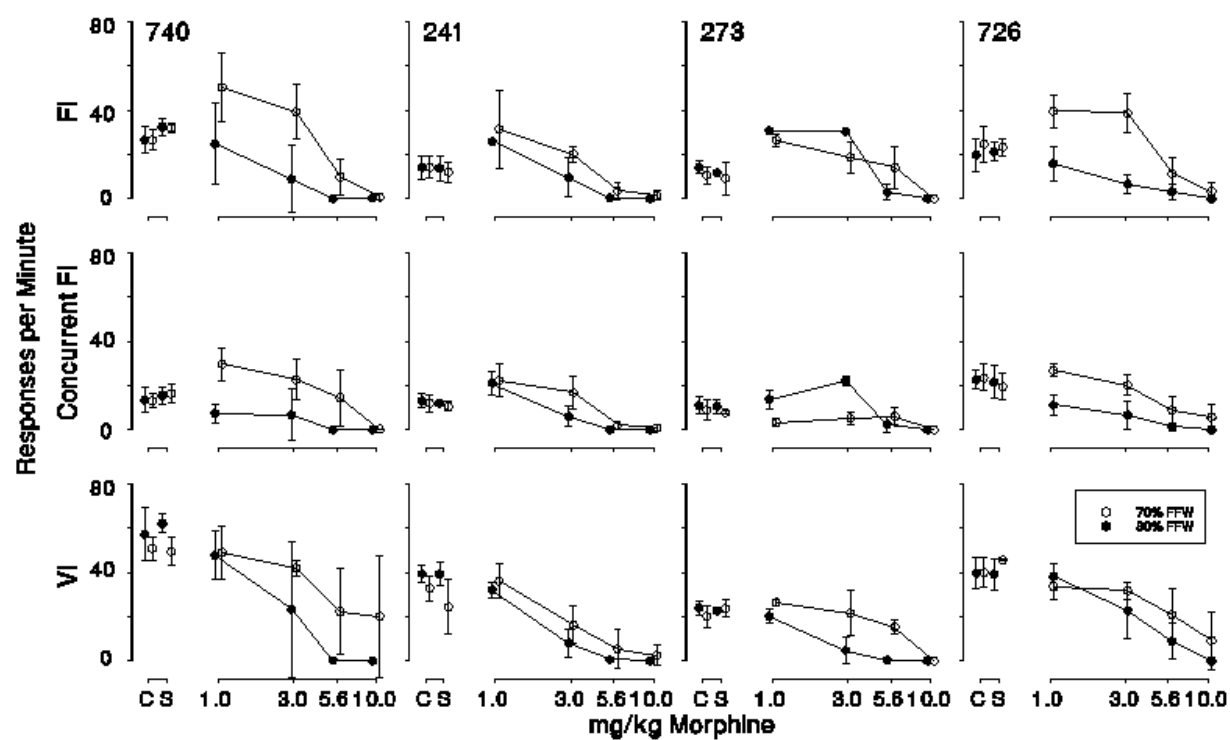 740 241 273 726
80
40
0
FI
80
40
0
Concurrent FI
80
40
0
VI
Responses per Minute
70% FFW
80% FFW
C S 1.0 3.0 5.6 10.0 C S 1.0 3.0 5.6 10.0 C S 1.0 3.0 5.6 10.0 C S 1.0 3.0 5.6 10.0
mg/kg Morphine